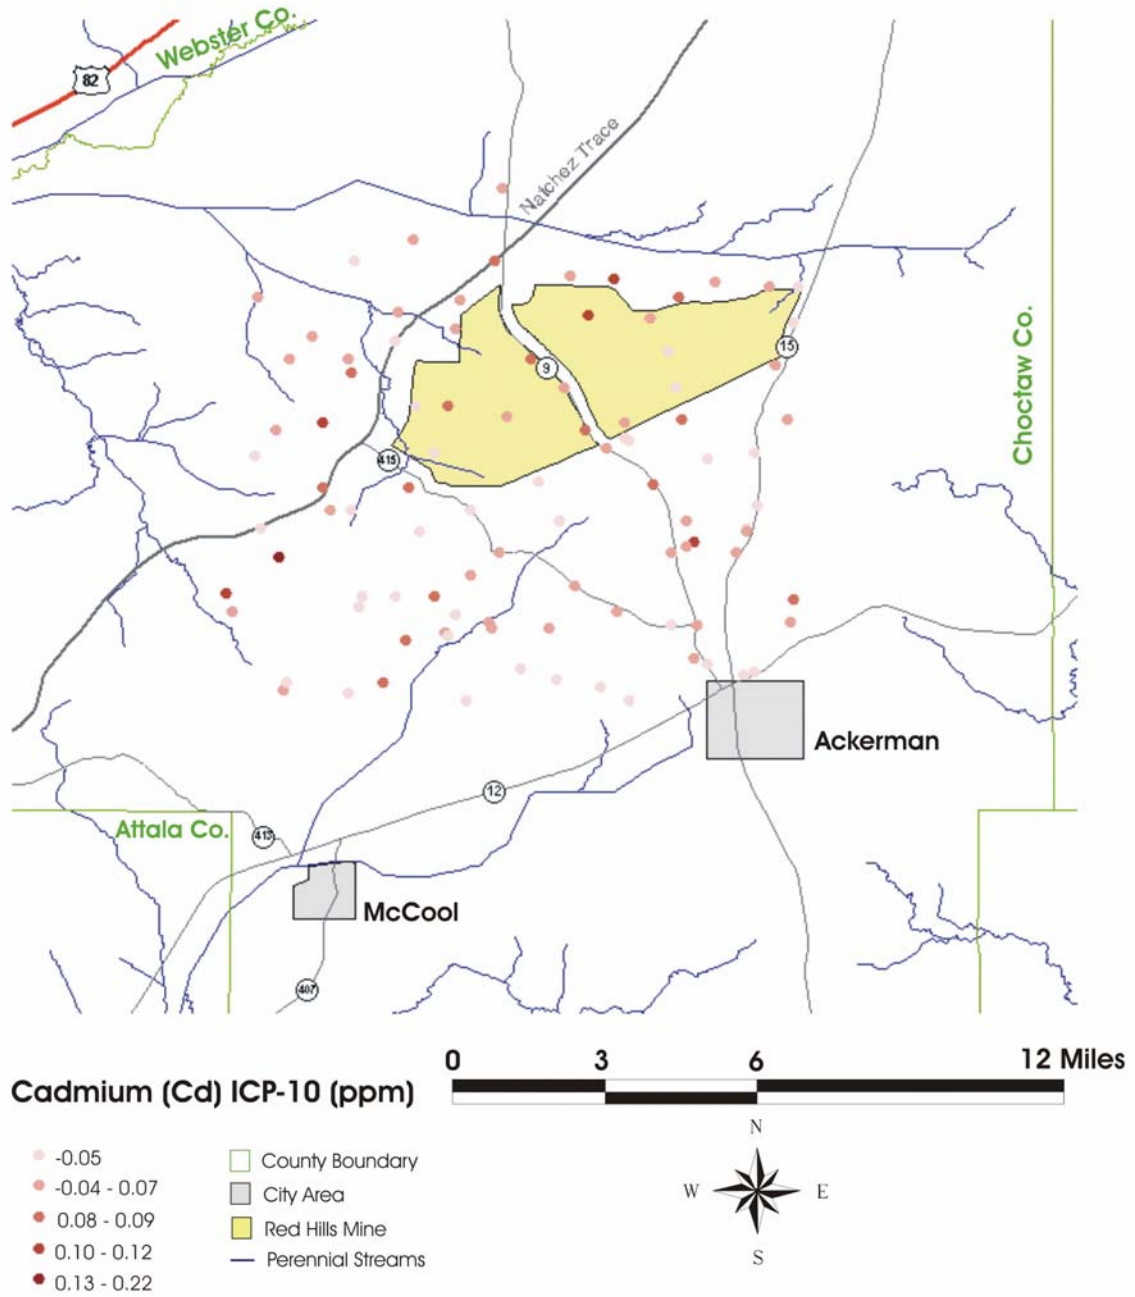 Webster Co.
82
Natchez Trace
Choctaw Co.
15
9
415
Ackerman
12
Attala Co.
413
McCool
407
0 3 6 12 Miles
Cadmium (Cd) ICP-10 (ppm)
-0.05
-0.04 - 0.07
0.08 - 0.09
0.10 - 0.12
0.13 - 0.22
County Boundary
City Area
Red Hills Mine
Perennial Streams
N
W E
S